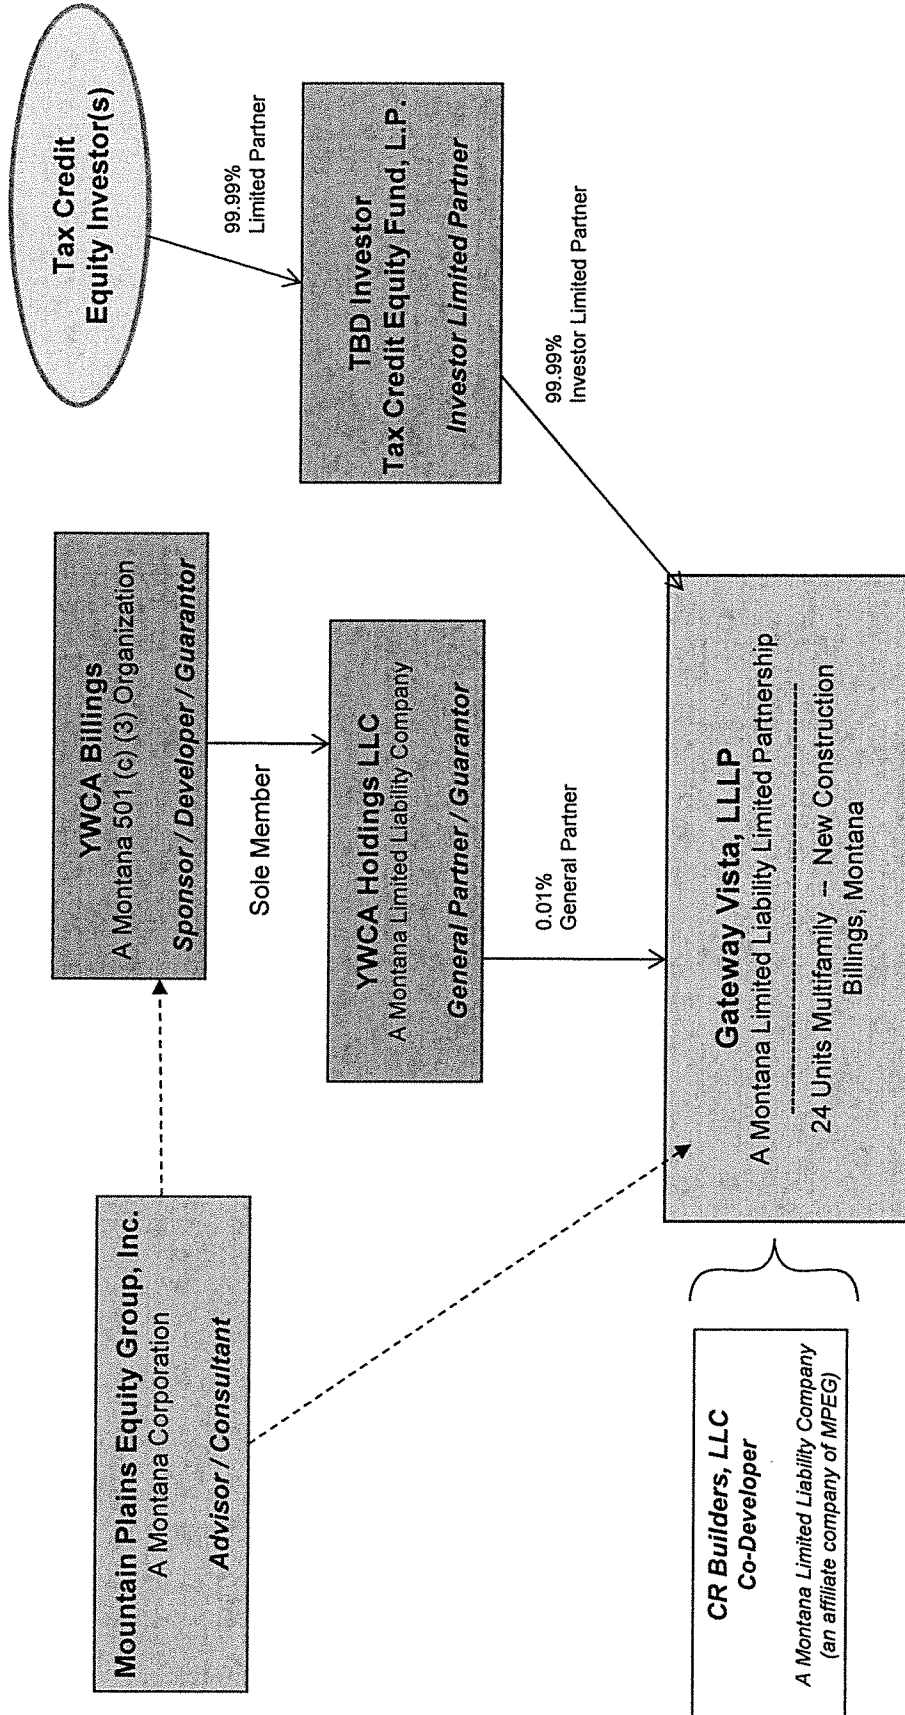 Mountain Plains Equity Group, Inc.
A Montana Corporation
Advisor / Consultant
YWCA Billings
A Montana 501 (c) (3) Organization
Sponsor / Developer / Guarantor
Tax Credit
Equity Investor(s)
Sole Member
99.99%
Limited Partner
YWCA Holdings LLC
A Montana Limited Liability Company
General Partner / Guarantor
TBD Investor
Tax Credit Equity Fund, L.P.
Investor Limited Partner
0.01%
General Partner
99.99%
Investor Limited Partner
CR Builders, LLC
Co-Developer
A Montana Limited Liability Company
(an affiliate company of MPEG)
Gateway Vista, LLLP
A Montana Limited Liability Limited Partnership
24 Units Multifamily -- New Construction
Billings, Montana